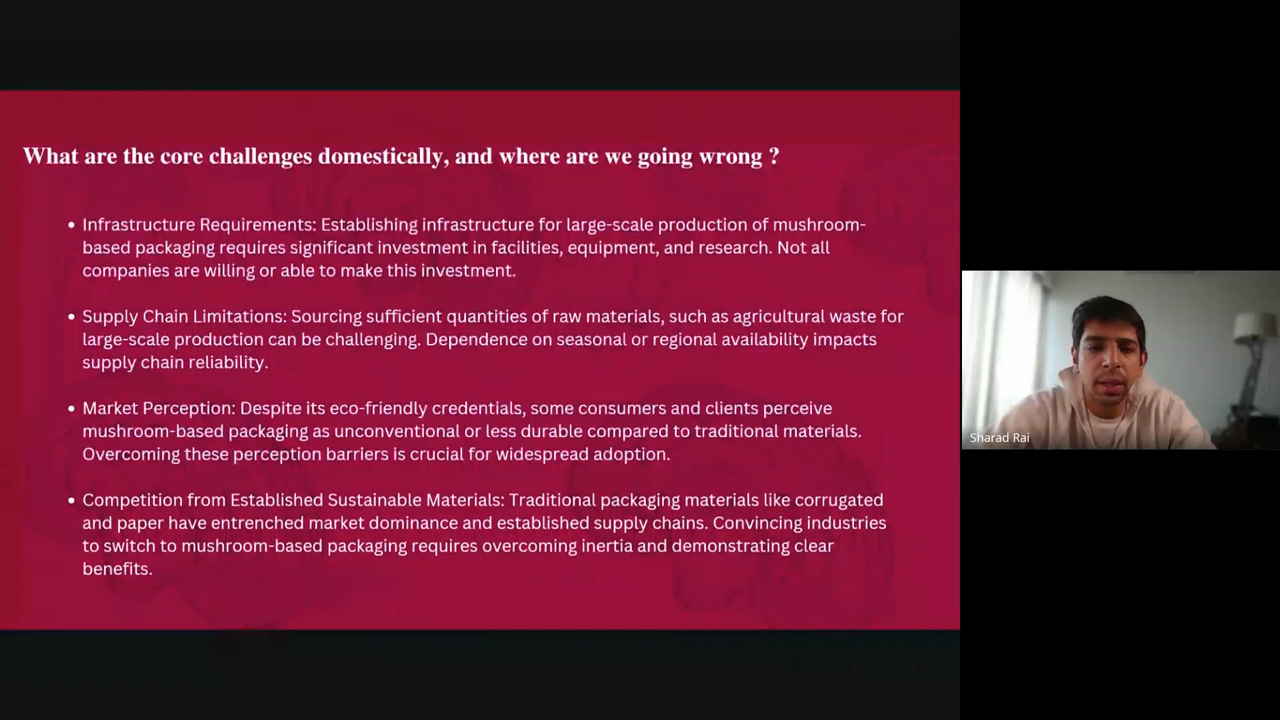 What are the core challenges domestically, and where are we going wrong ?
• Infrastructure Requirements: Establishing infrastructure for large-scale production of mushroom-
based packaging requires significant investment in facilities, equipment, and research. Not all
companies are willing or able to make this investment.
• Supply Chain Limitations: Sourcing sufficient quantities of raw materials, such as agricultural waste for
large-scale production can be challenging. Dependence on seasonal or regional availability impacts
supply chain reliability.
• Market Perception: Despite its eco-friendly credentials, some consumers and clients perceive
mushroom-based packaging as unconventional or less durable compared to traditional materials.
Overcoming these perception barriers is crucial for widespread adoption.
• Competition from Established Sustainable Materials: Traditional packaging materials like corrugated
and paper have entrenched market dominance and established supply chains. Convincing industries
to switch to mushroom-based packaging requires overcoming inertia and demonstrating clear
benefits.
Sharad Rai